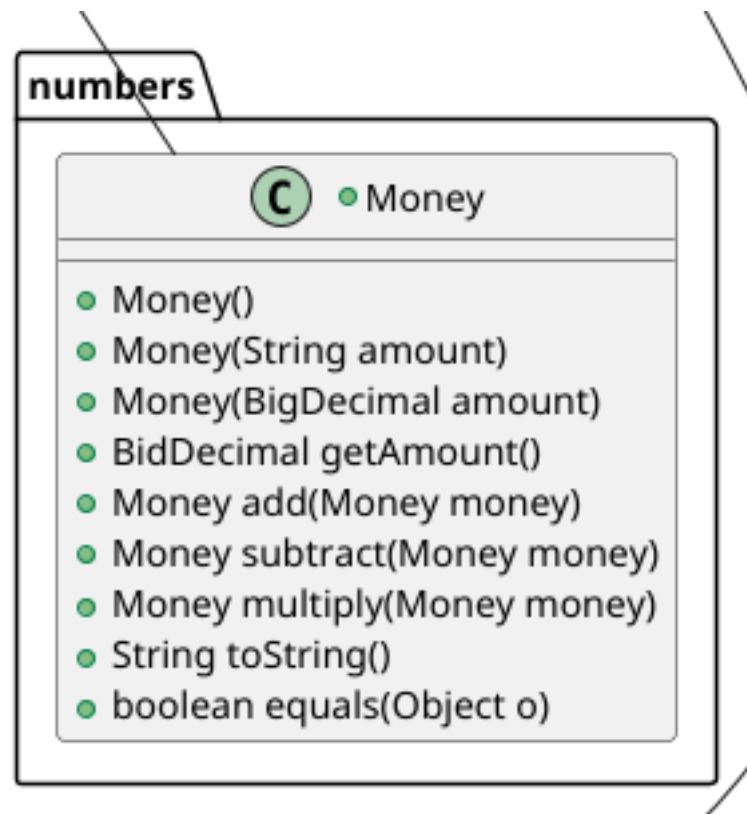 numbers
C Money
Money()
Money(String amount)
Money(BigDecimal amount)
BidDecimal getAmount()
Money add(Money money)
Money subtract(Money money)
Money multiply(Money money)
String toString()
boolean equals(Object o)